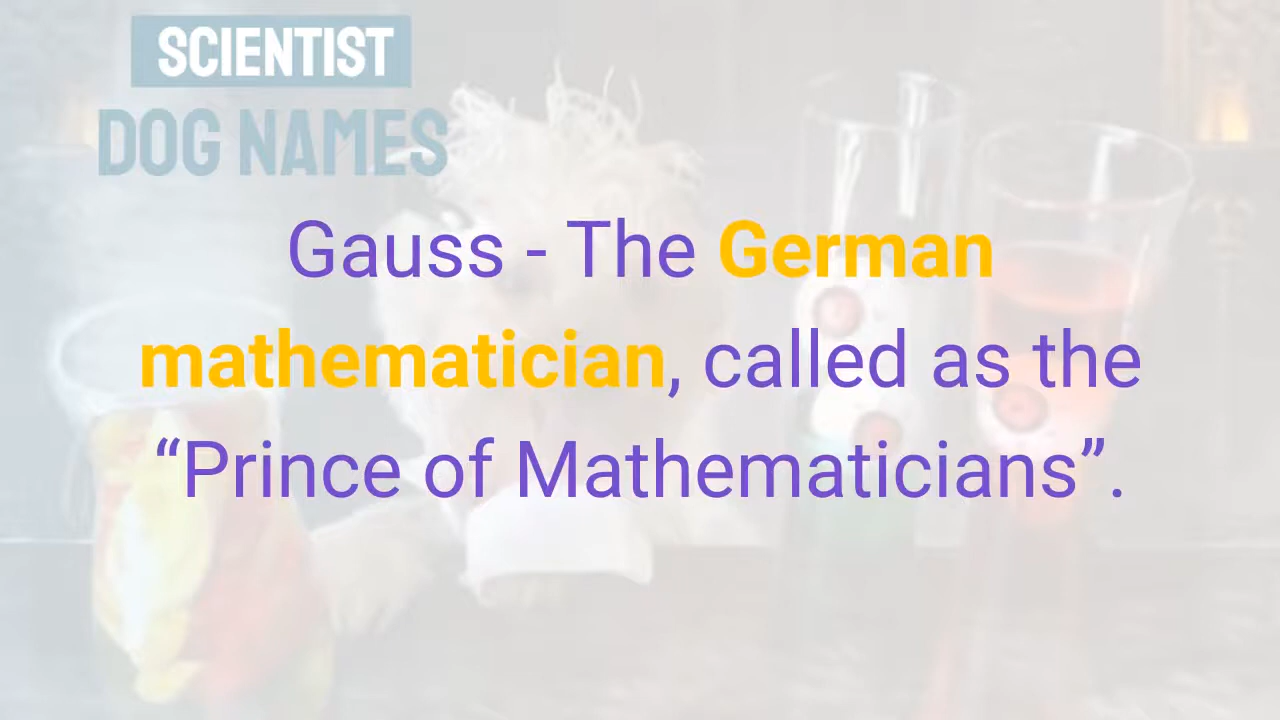 SCIENTIST
DOG NAMES
Gauss - The German
mathematician, called as the
“Prince of Mathematicians”.